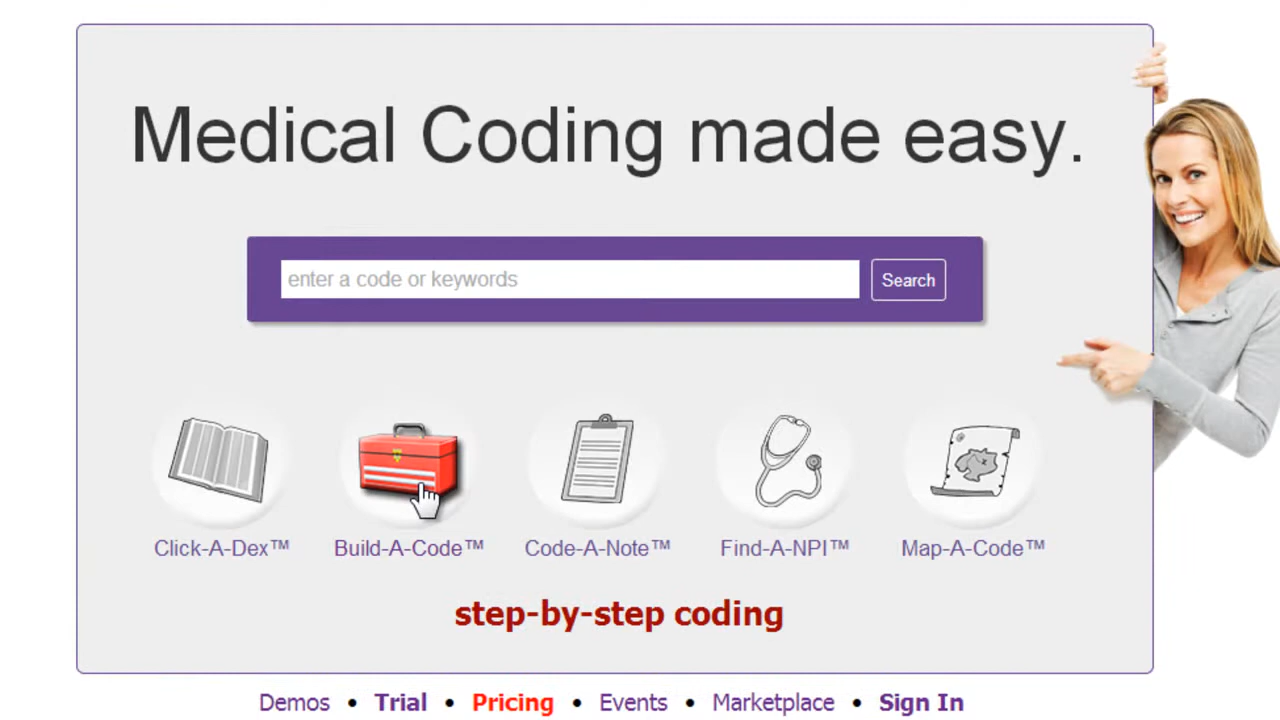 Medical Coding made easy.
enter a code or keywords
Search
Click-A-Dex™
Build-A-Code™
Code-A-Note™
Find-A-NPI™
Map-A-Code™
step-by-step coding
Demos • Trial • Pricing • Events • Marketplace • Sign In